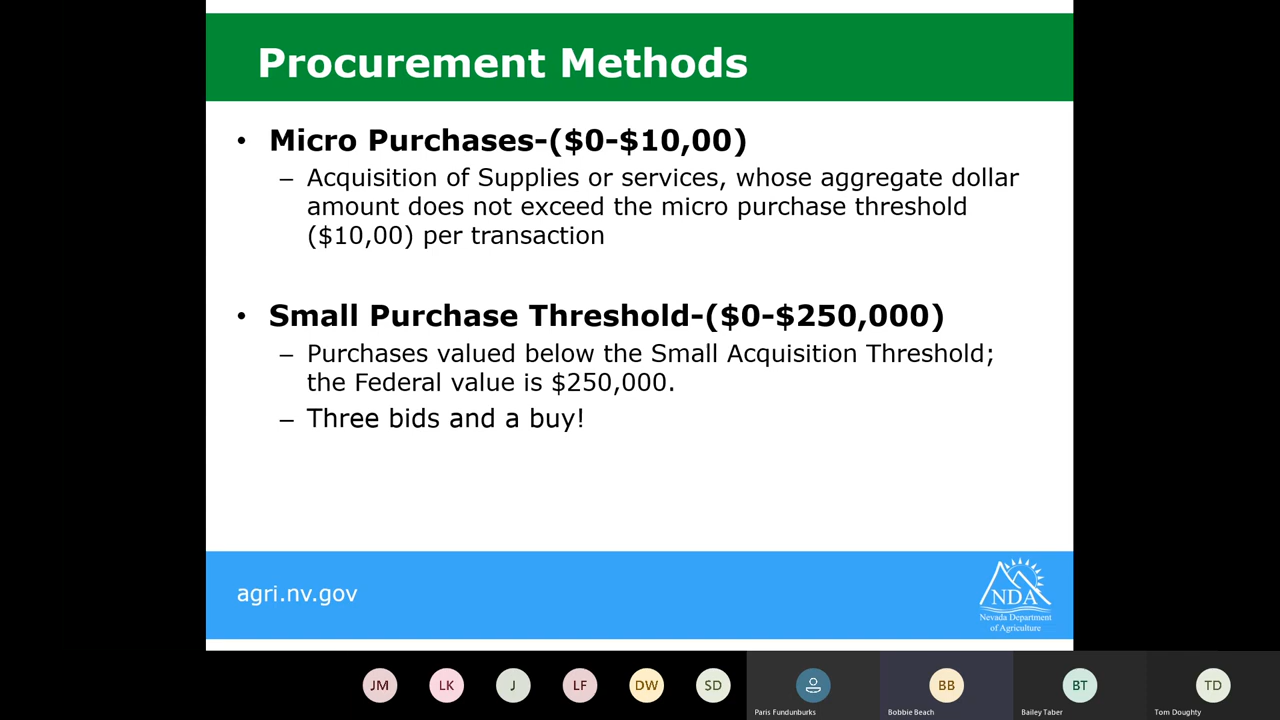 Procurement Methods
• Micro Purchases-($0-$10,00)
– Acquisition of Supplies or services, whose aggregate dollar
amount does not exceed the micro purchase threshold
($10,00) per transaction
• Small Purchase Threshold-($0-$250,000)
– Purchases valued below the Small Acquisition Threshold;
the Federal value is $250,000.
– Three bids and a buy!
agri.nv.gov
NDA
Nevada Department
of Agriculture
JM LK J LF DW SD BB BT TD
Paris Fundunburks Bobbie Beach Bailey Taber Tom Doughty